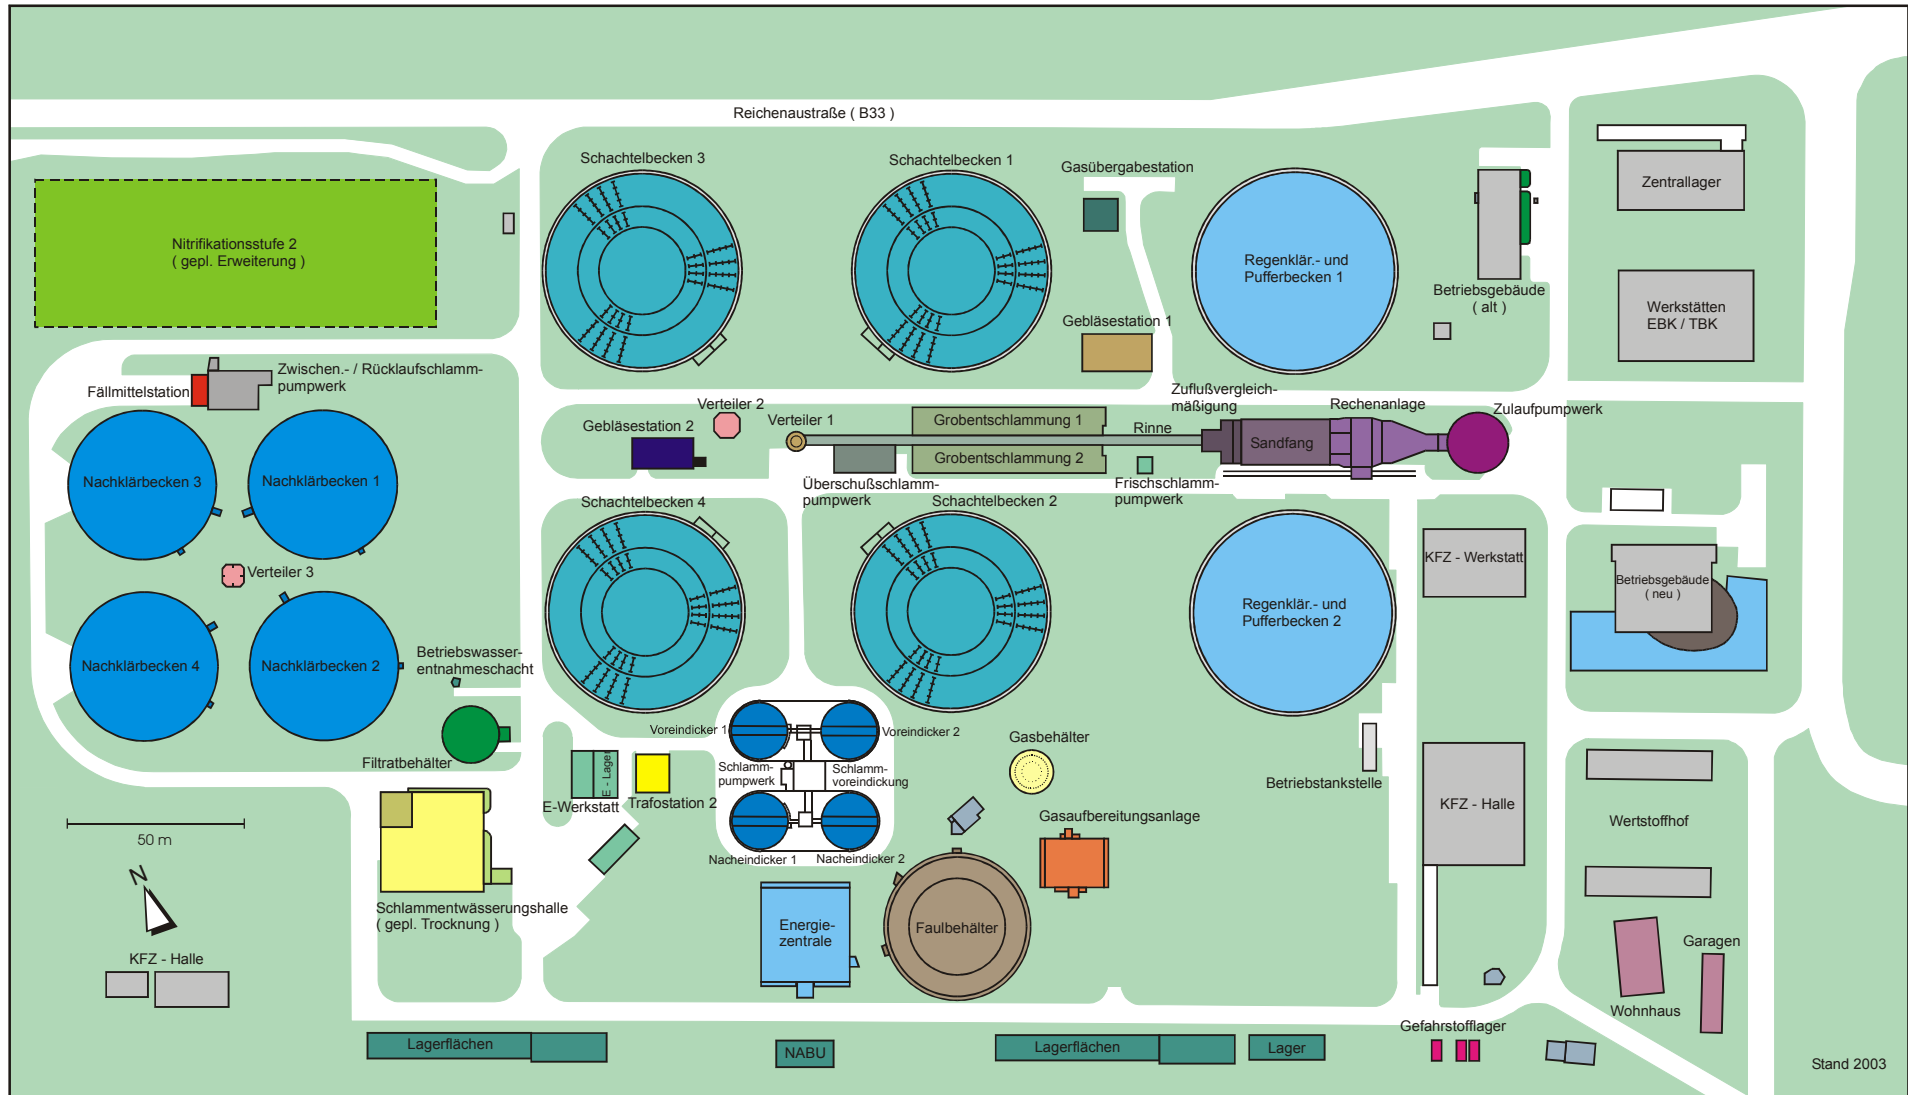 Reichenaustraße ( B33 )
Schachtelbecken 3
Schachtelbecken 1
Gasübergabestation
Zentrallager
Nitrifikationsstufe 2
( gepl. Erweiterung )
Regenklär.- und
Pufferbecken 1
Betriebsgebäude
( alt )
Werkstätten
EBK / TBK
Gebläsestation 1
Zwischen.- / Rücklaufschlamm-
pumpwerk
Fällmittelstation
Zuflußvergleich-
mäßigung
Rechenanlage
Zulaufpumpwerk
Verteiler 2
Verteiler 1
Gebläsestation 2
Grobentschlammung 1
Rinne
Sandfang
Grobentschlammung 2
Überschußschlamm-
pumpwerk
Frischschlamm-
pumpwerk
Nachklärbecken 3
Nachklärbecken 1
Schachtelbecken 4
Schachtelbecken 2
Verteiler 3
KFZ - Werkstatt
Betriebsgebäude
( neu )
Regenklär.- und
Pufferbecken 2
Nachklärbecken 4
Nachklärbecken 2
Betriebswasser-
entnahmeschacht
Voreindicker 1
Voreindicker 2
Gasbehälter
Filtratbehälter
Schlamm-
pumpwerk
Schlamm-
voreindickung
Betriebstankstelle
E - Lager
E-Werkstatt
Trafostation 2
KFZ - Halle
Wertstoffhof
50 m
Gasaufbereitungsanlage
Nacheindicker 1
Nacheindicker 2
N
Schlammentwässerungshalle
( gepl. Trocknung )
Energie-
zentrale
Faulbehälter
KFZ - Halle
Garagen
Wohnhaus
Gefahrstofflager
Lagerflächen
NABU
Lagerflächen
Lager
Stand 2003